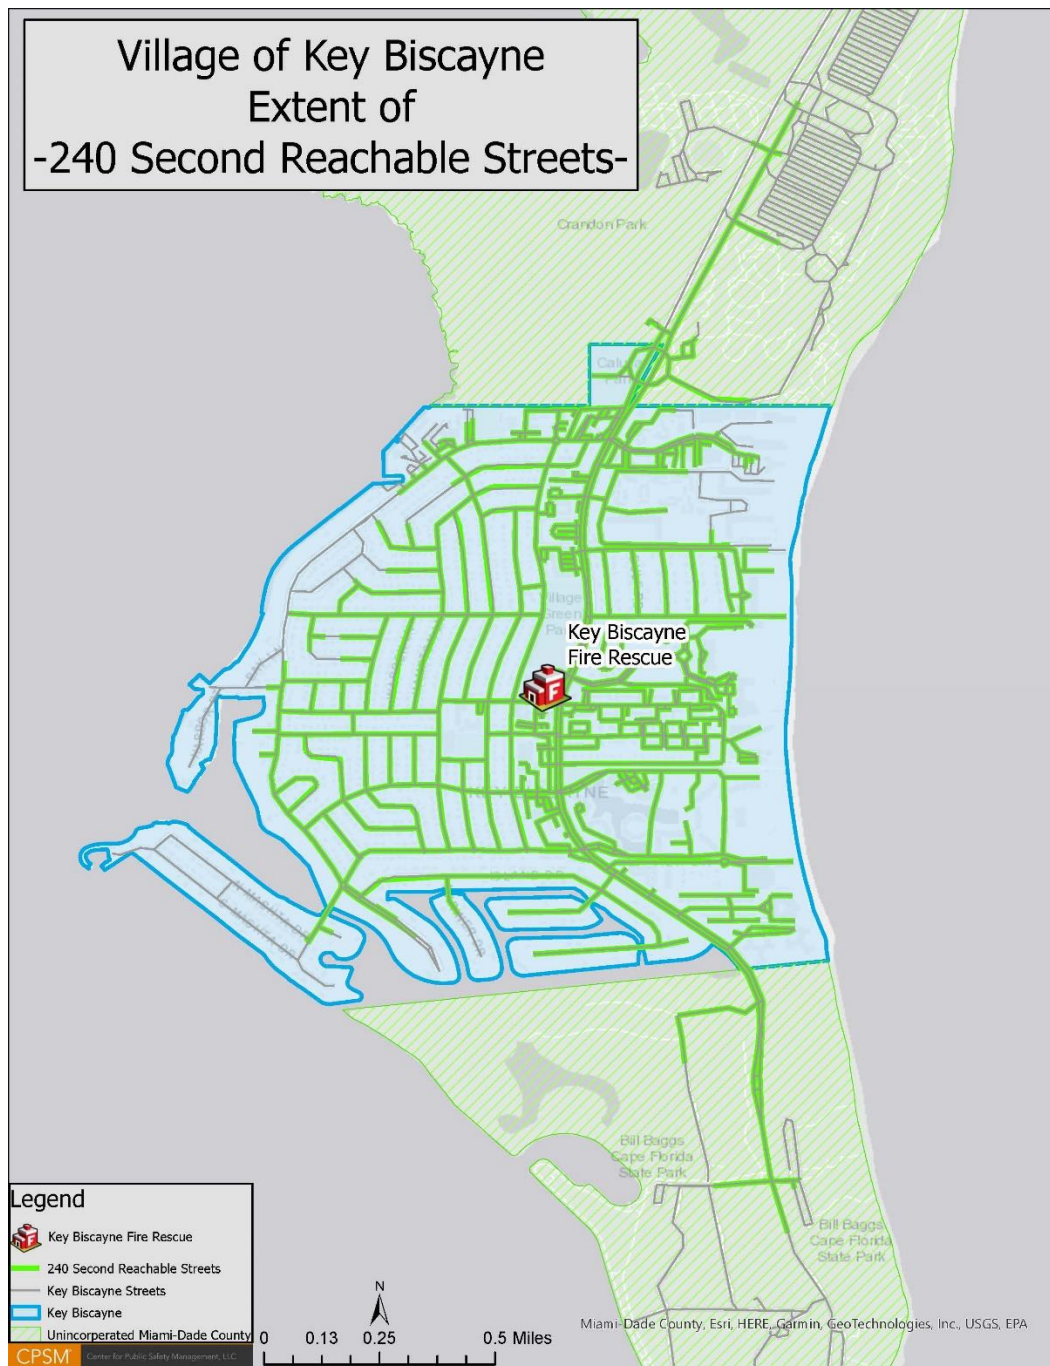 Village of Key Biscayne
Extent of
-240 Second Reachable Streets-
Crandon Park
Village
Green
Park
Key Biscayne
Fire Rescue
Bill Baggs
Cape Florida
State Park
Bill Baggs
Cape Florida
State Park
Legend
F
Key Biscayne Fire Rescue
240 Second Reachable Streets
Key Biscayne Streets
Key Biscayne
Unincorperated Miami-Dade County
N
0 0.13 0.25 0.5 Miles
Miami-Dade County, Esri, HERE, Garmin, GeoTechnologies, Inc., USGS, EPA
CPSM Center for Public Safety Management, LLC